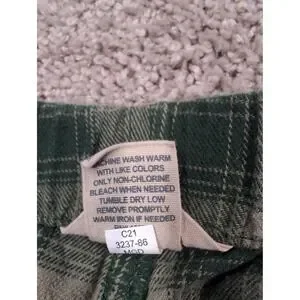 CHINE WASH WARM
WITH LIKE COLORS
ONLY NON-CHLORINE
BLEACH WHEN NEEDED
TUMBLE DRY LOW
REMOVE PROMPTLY
WARM IRON IF NEEDED
C21
3237-86
MOD